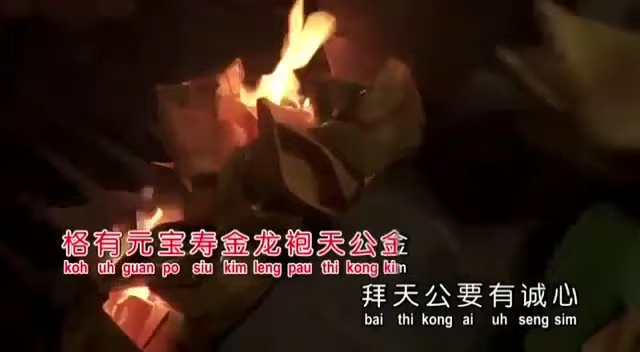 格有元宝寿金龙袍天公金
koh uh guan po siu kim leng pau thi kong kim
拜天公要有诚心
bai thi kong ai uh seng sim